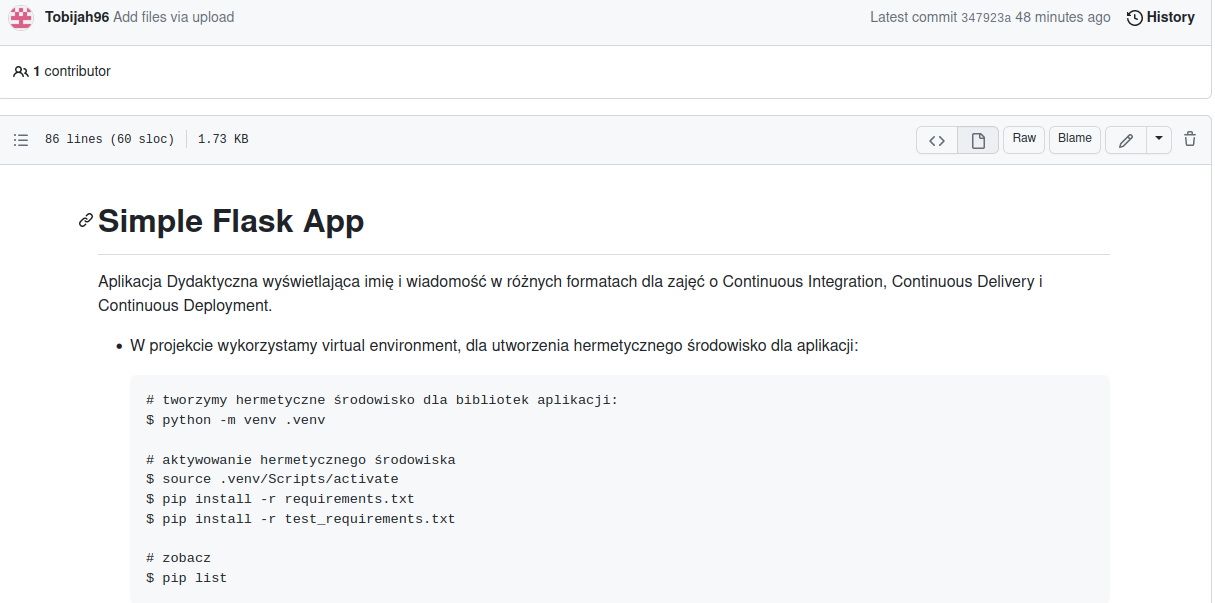 Tobijah96 Add files via upload Latest commit 347923a 48 minutes ago History
1 contributor
86 lines (60 sloc) 1.73 KB Raw Blame
Simple Flask App
Aplikacja Dydaktyczna wyświetlająca imię i wiadomość w różnych formatach dla zajęć o Continuous Integration, Continuous Delivery i
Continuous Deployment.
• W projekcie wykorzystamy virtual environment, dla utworzenia hermetycznego środowisko dla aplikacji:
# tworzymy hermetyczne środowisko dla bibliotek aplikacji:
$ python -m venv .venv
# aktywowanie hermetycznego środowiska
$ source .venv/Scripts/activate
$ pip install -r requirements.txt
$ pip install -r test_requirements.txt
# zobacz
$ pip list